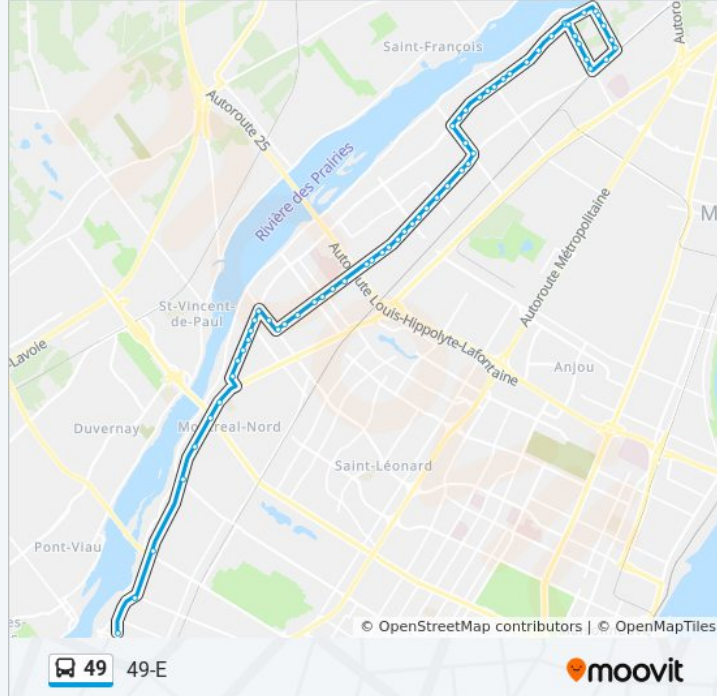 Saint-François
Autoroute 25
Rivière des Prairies
Autoroute Métropolitaine
Autoroute Louis-Hippolyte-Lafontaine
St-Vincent-
de-Paul
-Lavoie
Anjou
Duvernay
Montreal-Nord
Saint-Léonard
Pont-Viau
© OpenStreetMap contributors | © OpenMapTiles
49 49-E
moovit